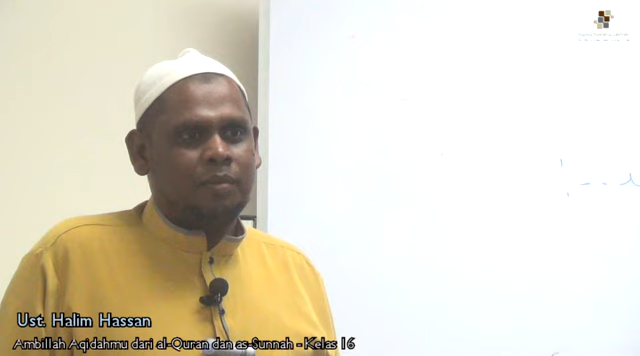 Ust. Halim Hassan
Ambillah Aqidahmu dari al-Quran dan as-Sunnah - Kelas 16